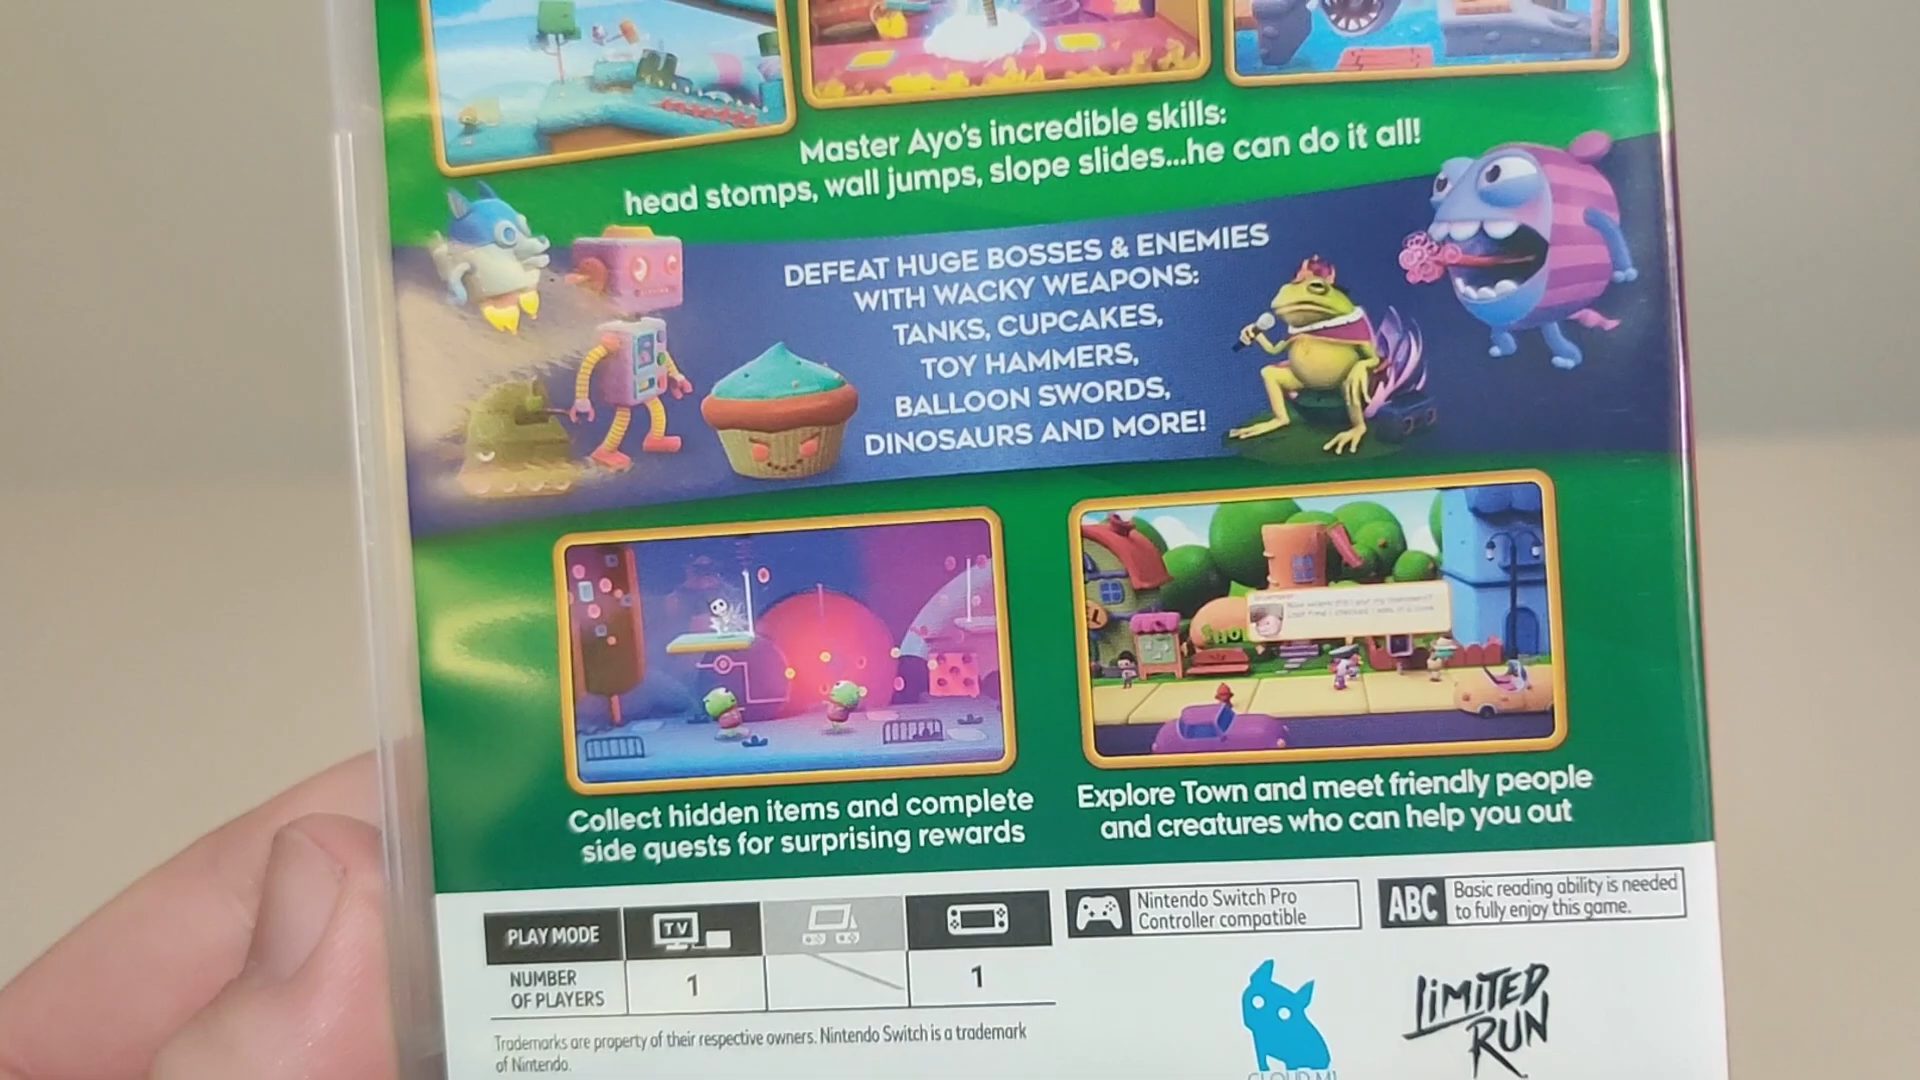 Master Ayo's incredible skills:
head stomps, wall jumps, slope slides...he can do it all!
DEFEAT HUGE BOSSES & ENEMIES
WITH WACKY WEAPONS:
TANKS, CUPCAKES,
TOY HAMMERS,
BALLOON SWORDS,
DINOSAURS AND MORE!
Collect hidden items and complete
side quests for surprising rewards
Explore Town and meet friendly people
and creatures who can help you out
PLAY MODE
TV
NUMBER
OF PLAYERS
1
1
Nintendo Switch Pro
Controller compatible
ABC
Basic reading ability is needed
to fully enjoy this game.
Trademarks are property of their respective owners. Nintendo Switch is a trademark
of Nintendo.
LIMITED
RUN